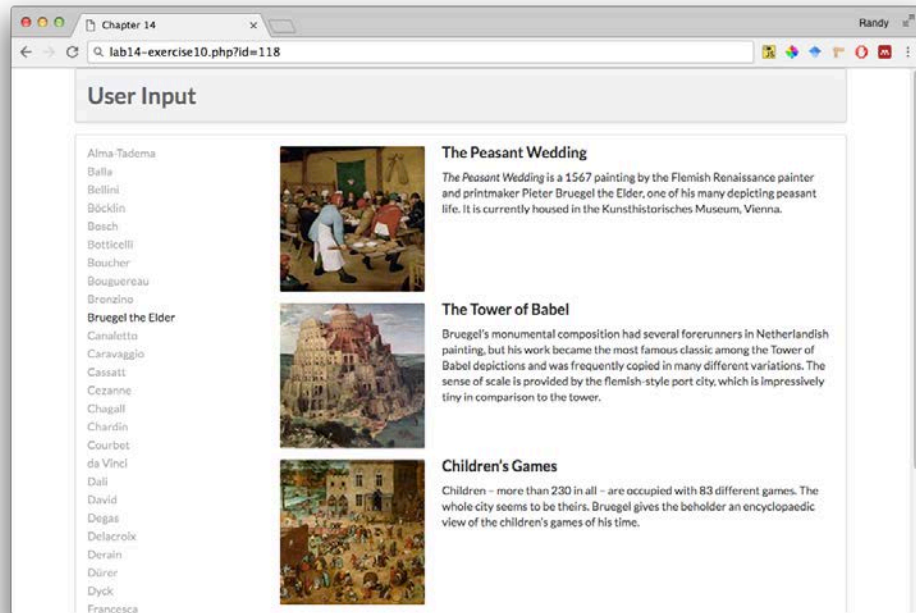 Chapter 14
Randy
lab14-exercise10.php?id=118
User Input
Alma-Tadema
Balla
Bellini
Böcklin
Bosch
Botticelli
Boucher
Bouguereau
Bronzino
Bruegel the Elder
Canaletto
Caravaggio
Cassatt
Cezanne
Chagall
Chardin
Courbet
da Vinci
Dali
David
Degas
Delacroix
Derain
Dürer
Dyck
Francesca
The Peasant Wedding
The Peasant Wedding is a 1567 painting by the Flemish Renaissance painter
and printmaker Pieter Bruegel the Elder, one of his many depicting peasant
life. It is currently housed in the Kunsthistorisches Museum, Vienna.
The Tower of Babel
Bruegel's monumental composition had several forerunners in Netherlandish
painting, but his work became the most famous classic among the Tower of
Babel depictions and was frequently copied in many different variations. The
sense of scale is provided by the flemish-style port city, which is impressively
tiny in comparison to the tower.
Children's Games
Children – more than 230 in all – are occupied with 83 different games. The
whole city seems to be theirs. Bruegel gives the beholder an encyclopaedic
view of the children's games of his time.